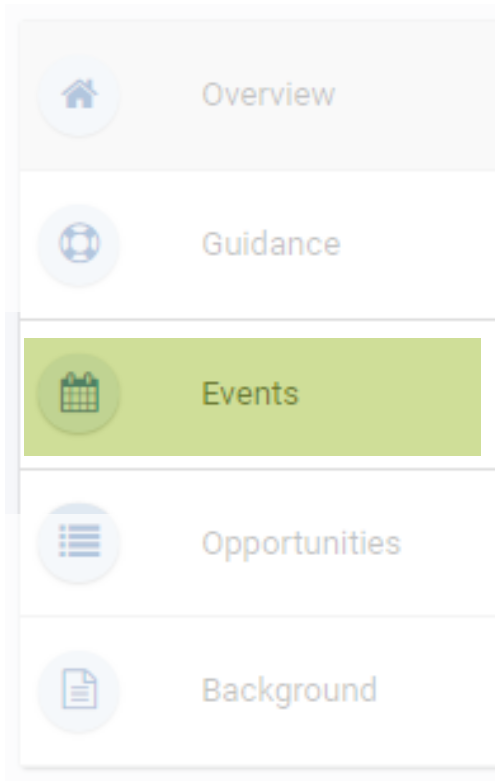 Overview
Guidance
Events
Opportunities
Background